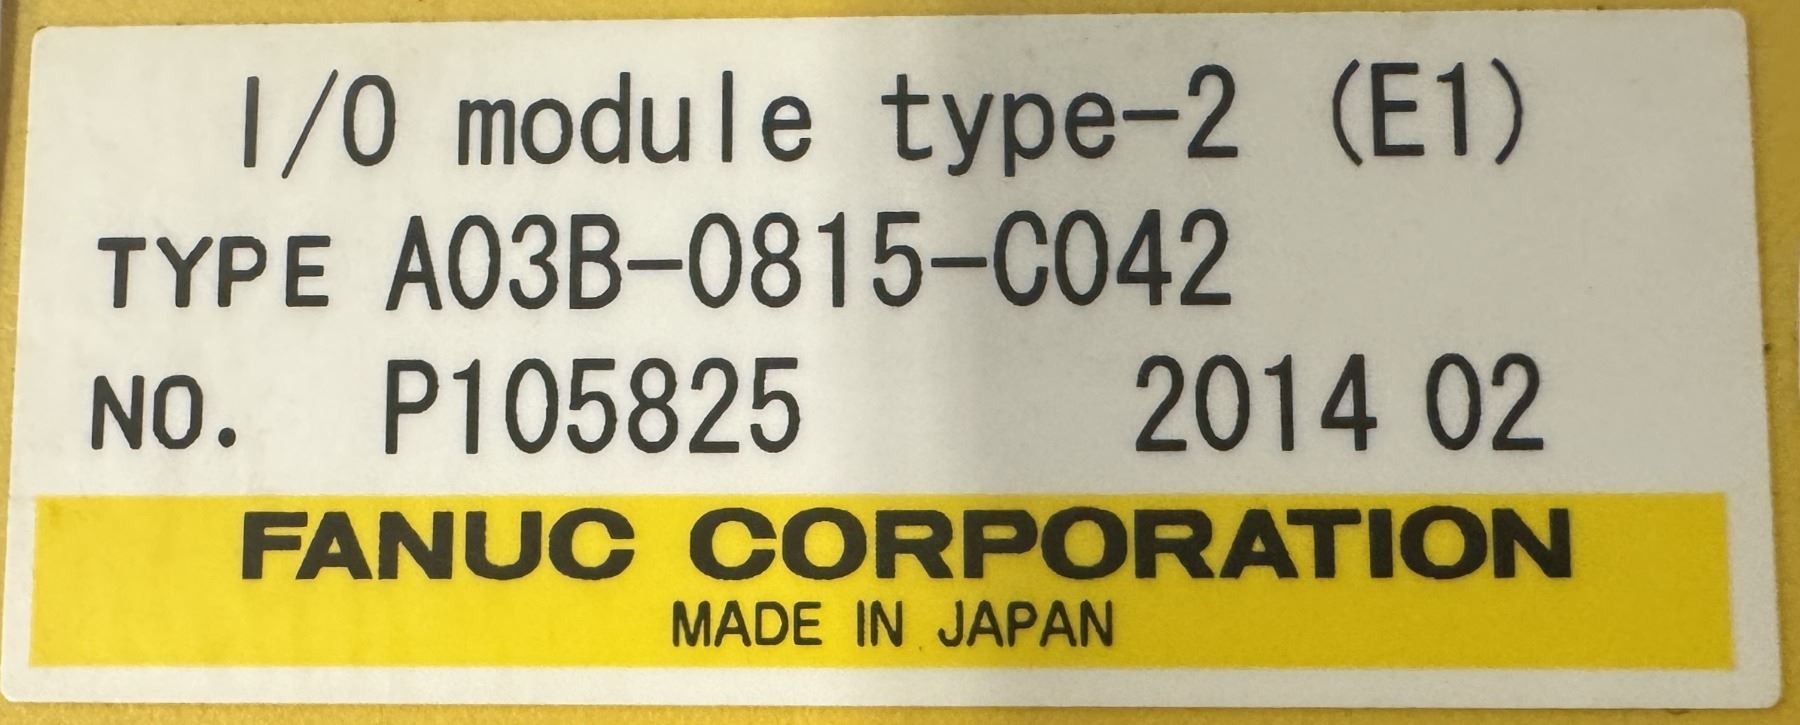 I/O module type-2 (E1)
TYPE A03B-0815-C042
NO. P105825 2014 02
FANUC CORPORATION
MADE IN JAPAN